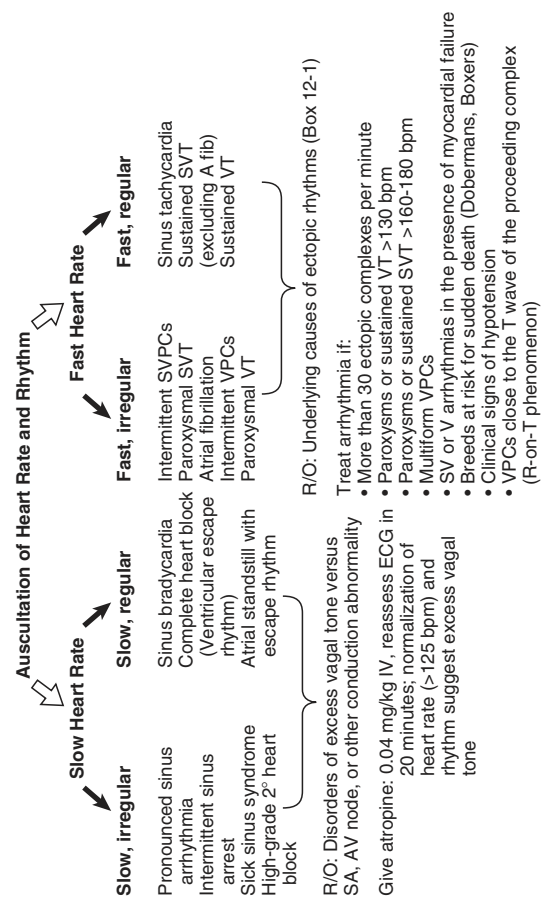 Auscultation of Heart Rate and Rhythm
Slow Heart Rate
Fast Heart Rate
Slow, irregular
Pronounced sinus
arrhythmia
Intermittent sinus
arrest
Sick sinus syndrome
High-grade 2° heart
block
Slow, regular
Sinus bradycardia
Complete heart block
(Ventricular escape
rhythm)
Atrial standstill with
escape rhythm
R/O: Disorders of excess vagal tone versus
SA, AV node, or other conduction abnormality
Give atropine: 0.04 mg/kg IV, reassess ECG in
20 minutes; normalization of
heart rate (>125 bpm) and
rhythm suggest excess vagal
tone
Fast, irregular
Intermittent SVPCs
Paroxysmal SVT
Atrial fibrillation
Intermittent VPCs
Paroxysmal VT
Fast, regular
Sinus tachycardia
Sustained SVT
(excluding A fib)
Sustained VT
R/O: Underlying causes of ectopic rhythms (Box 12-1)
Treat arrhythmia if:
• More than 30 ectopic complexes per minute
• Paroxysms or sustained VT >130 bpm
• Paroxysms or sustained SVT >160-180 bpm
• Multiform VPCs
• SV or V arrhythmias in the presence of myocardial failure
• Breeds at risk for sudden death (Dobermans, Boxers)
• Clinical signs of hypotension
• VPCs close to the T wave of the proceeding complex
(R-on-T phenomenon)